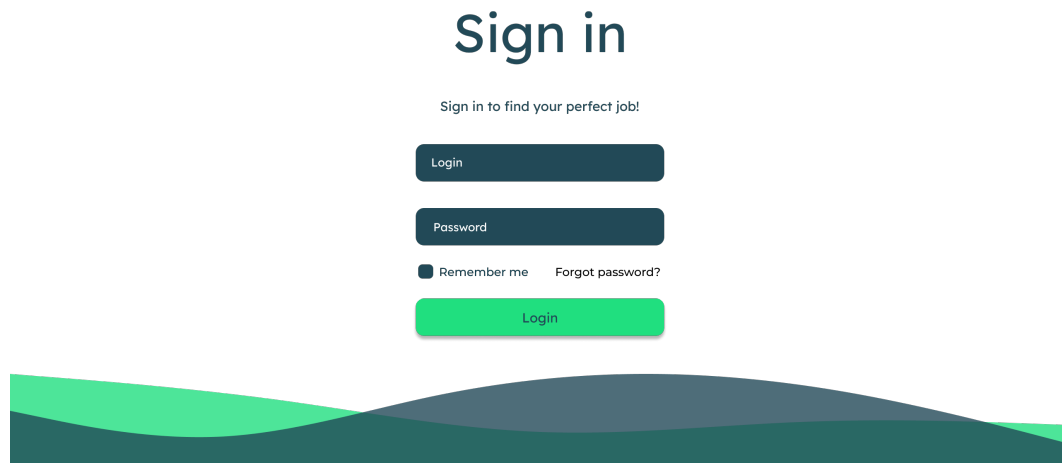 Sign in
Sign in to find your perfect job!
Login
Password
Remember me Forgot password?
Login